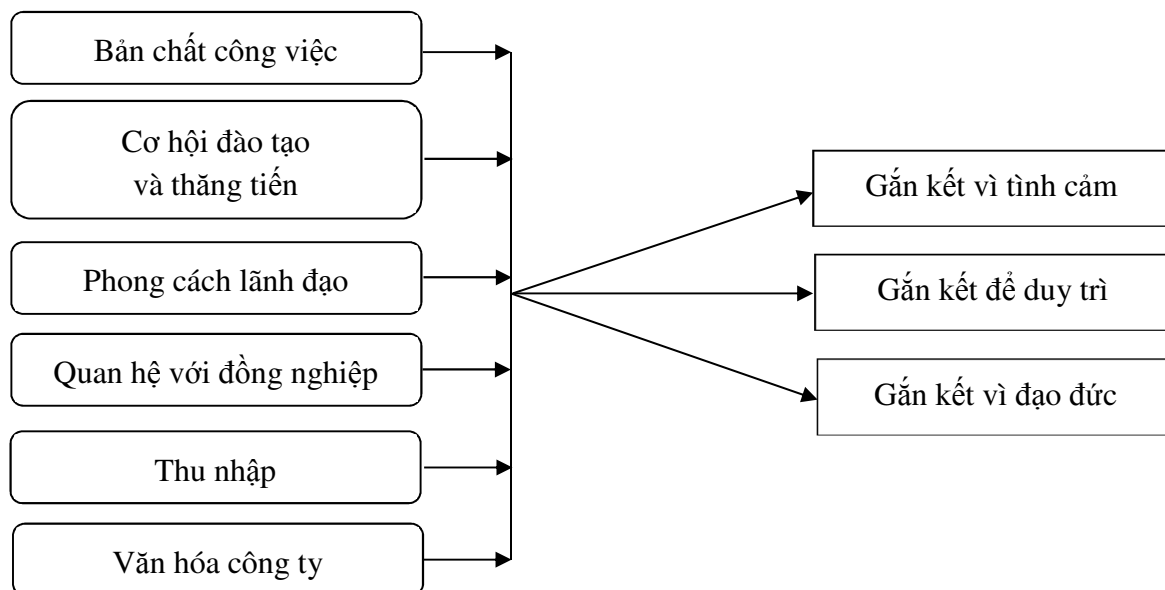 Bản chất công việc
Cơ hội đào tạo
và thăng tiến
Phong cách lãnh đạo
Quan hệ với đồng nghiệp
Thu nhập
Văn hóa công ty
Gắn kết vì tình cảm
Gắn kết để duy trì
Gắn kết vì đạo đức